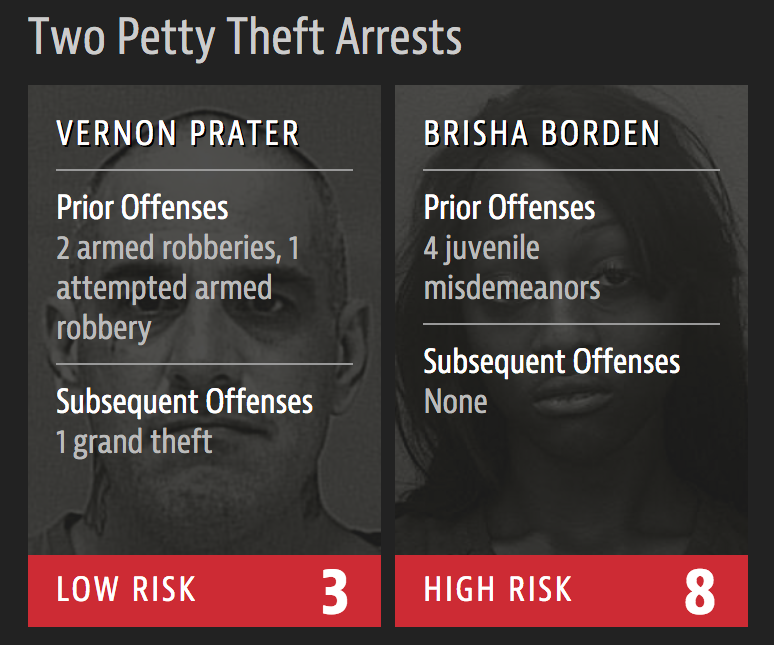 Two Petty Theft Arrests
VERNON PRATER
Prior Offenses
2 armed robberies, 1
attempted armed
robbery
Subsequent Offenses
1 grand theft
LOW RISK 3
BRISHA BORDEN
Prior Offenses
4 juvenile
misdemeanors
Subsequent Offenses
None
HIGH RISK 8